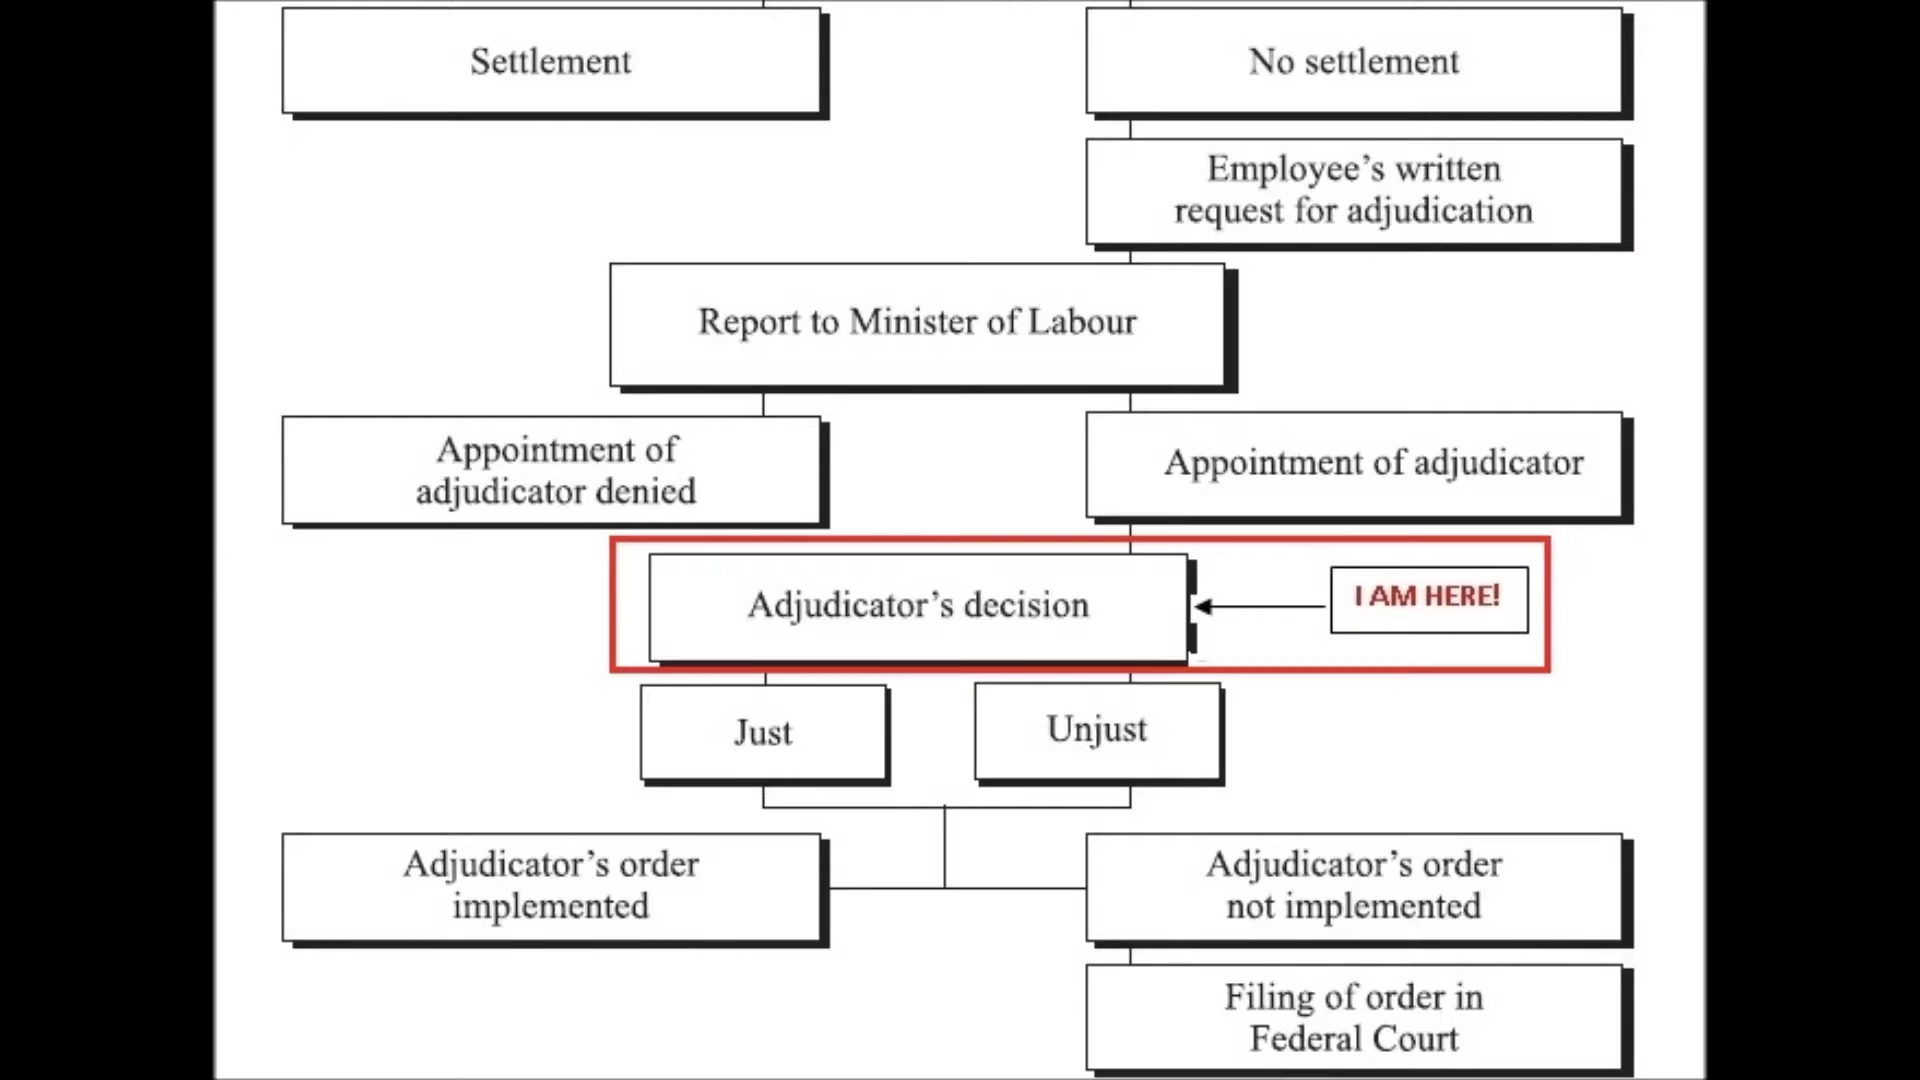 Settlement
No settlement
Employee’s written
request for adjudication
Report to Minister of Labour
Appointment of
adjudicator denied
Appointment of adjudicator
Adjudicator’s decision
I AM HERE!
Just
Unjust
Adjudicator’s order
implemented
Adjudicator’s order
not implemented
Filing of order in
Federal Court